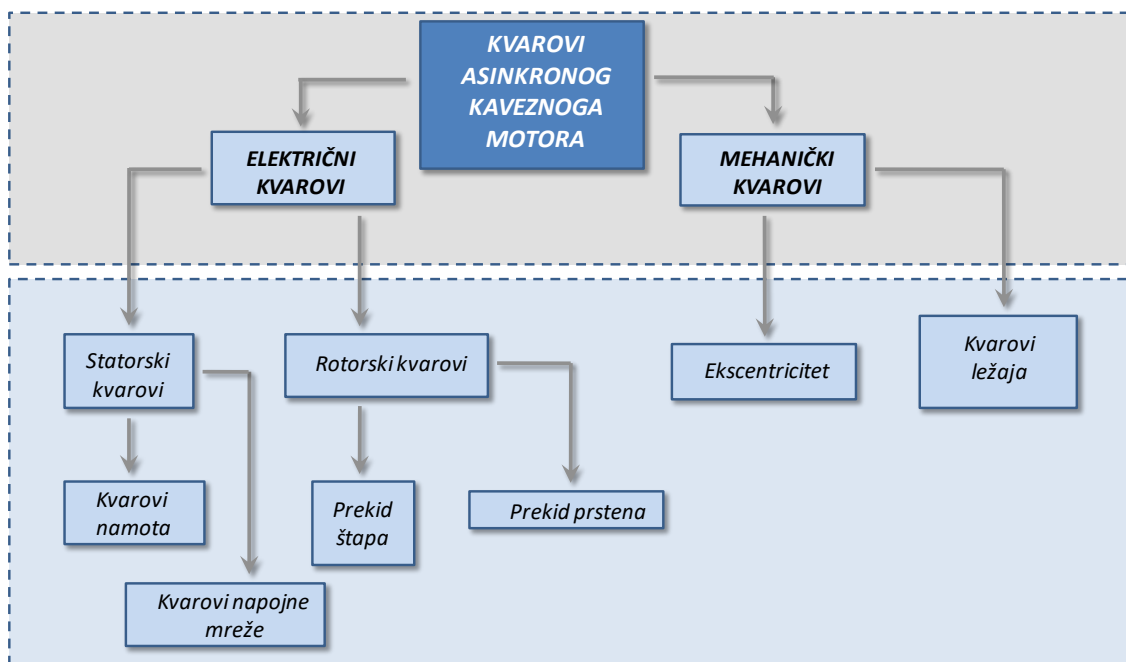 KVAROVI
ASINKRONOG
KAVEZNOGA
MOTORA
ELEKTRIČNI
KVAROVI
MEHANIČKI
KVAROVI
Statorski
kvarovi
Rotorski kvarovi
Ekscentricitet
Kvarovi
ležaja
Kvarovi
namota
Prekid
štapa
Prekid prstena
Kvarovi napojne
mreže